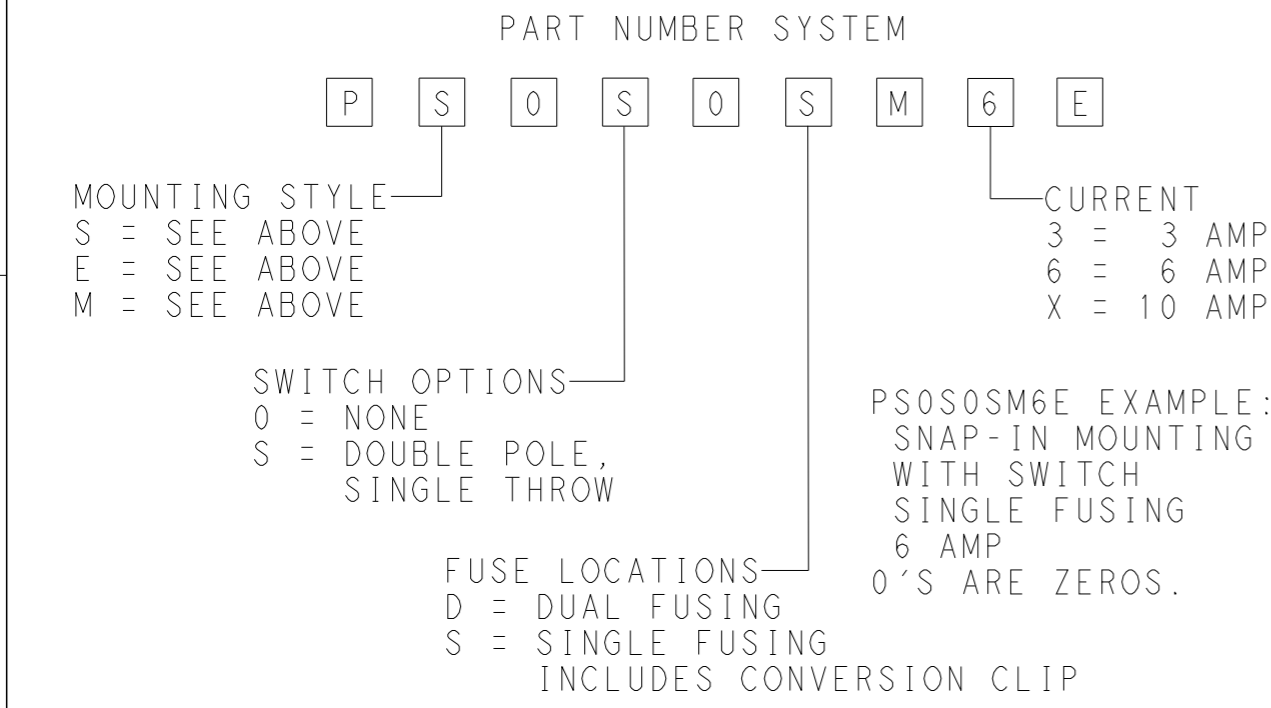 PART NUMBER SYSTEM
P S 0 S 0 S M 6 E
MOUNTING STYLE
S = SEE ABOVE
E = SEE ABOVE
M = SEE ABOVE
CURRENT
3 = 3 AMP
6 = 6 AMP
X = 10 AMP
SWITCH OPTIONS
0 = NONE
S = DOUBLE POLE,
SINGLE THROW
PS0S0SM6E EXAMPLE:
SNAP-IN MOUNTING
WITH SWITCH
SINGLE FUSING
6 AMP
0'S ARE ZEROS.
FUSE LOCATIONS
D = DUAL FUSING
S = SINGLE FUSING
INCLUDES CONVERSION CLIP